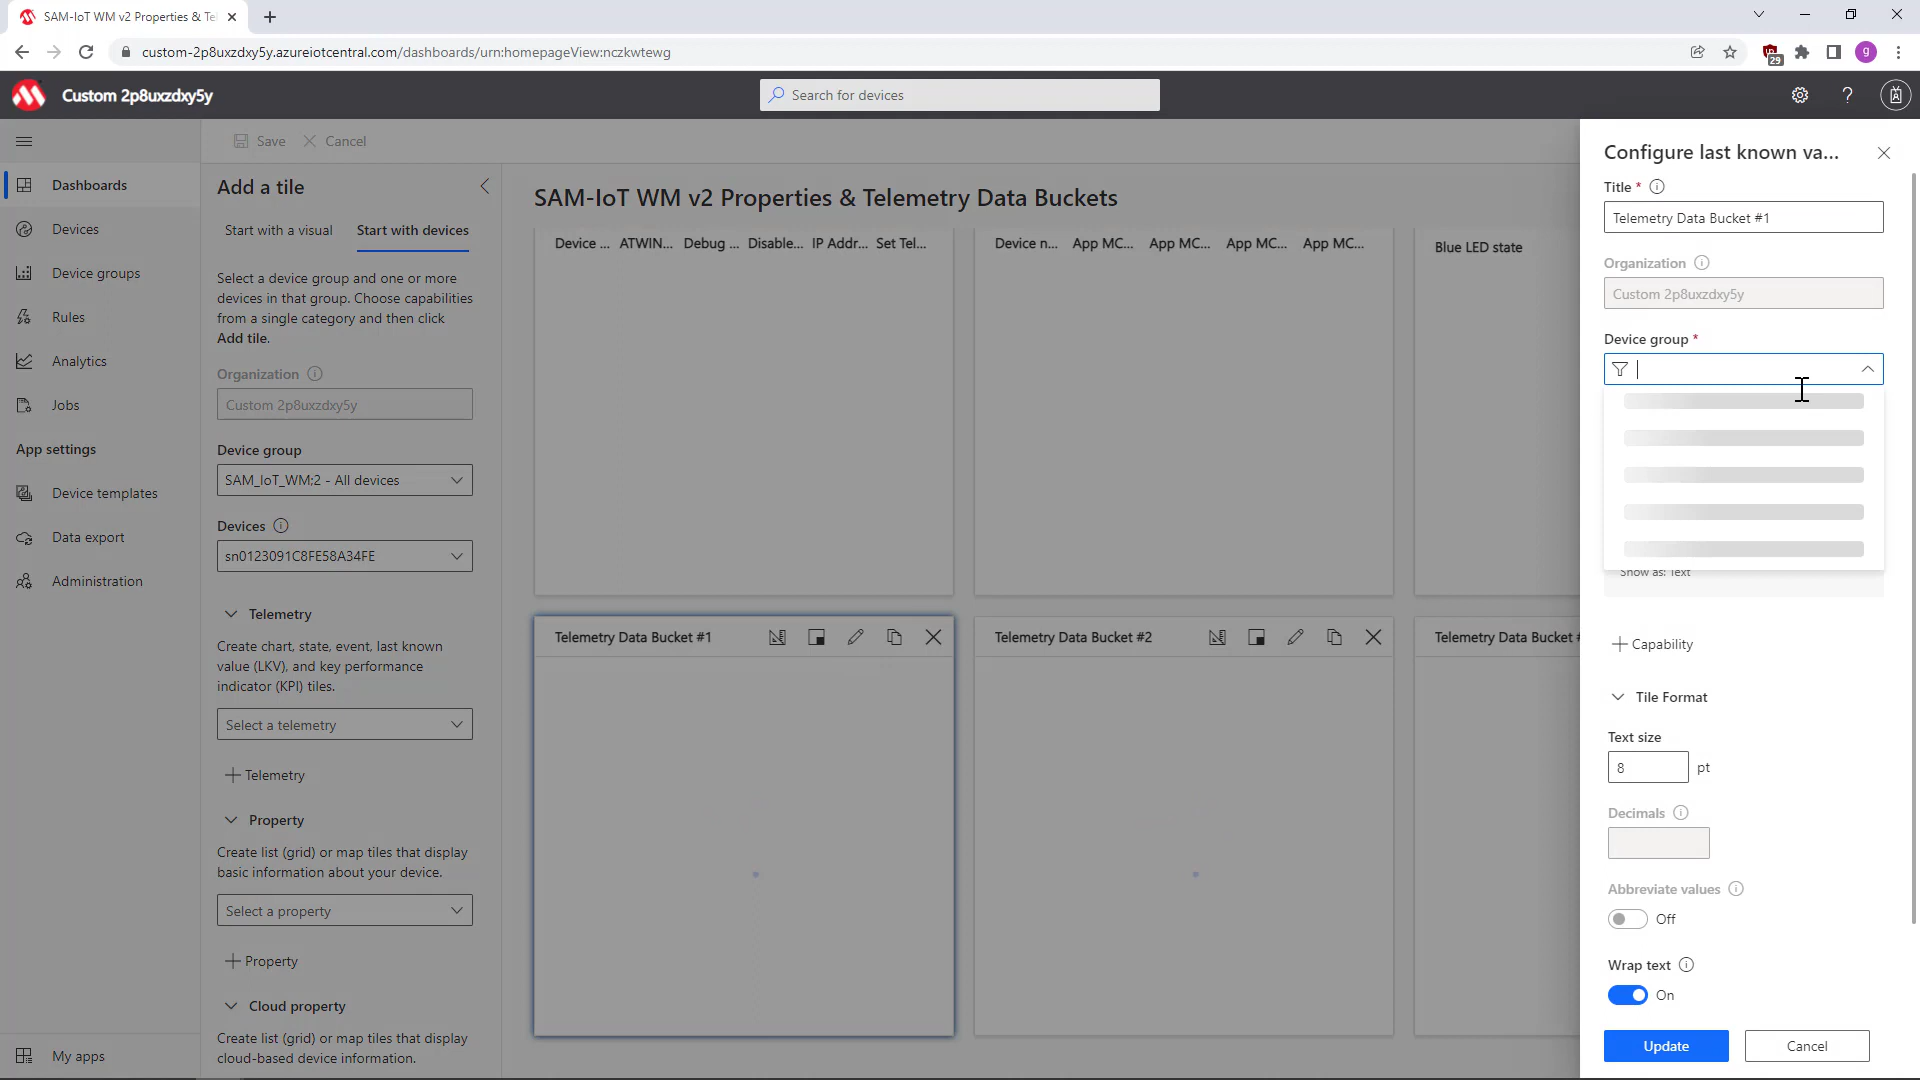 SAM-IoT WM v2 Properties & Te
custom-2p8uxzdxy5y.azureiotcentral.com/dashboards/urn:homepageView:nczkwtewg
29
g
Custom 2p8uxzdxy5y
Search for devices
?
Save
Cancel
Dashboards
Devices
Device groups
Rules
Analytics
Jobs
App settings
Device templates
Data export
Administration
My apps
Add a tile
Start with a visual
Start with devices
Select a device group and one or more
devices in that group. Choose capabilities
from a single category and then click
Add tile.
Organization
Custom 2p8uxzdxy5y
Device group
SAM_IoT_WM;2 - All devices
Devices
sn0123091C8FE58A34FE
Telemetry
Create chart, state, event, last known
value (LKV), and key performance
indicator (KPI) tiles.
Select a telemetry
Telemetry
Property
Create list (grid) or map tiles that display
basic information about your device.
Select a property
Property
Cloud property
Create list (grid) or map tiles that display
cloud-based device information.
SAM-IoT WM v2 Properties & Telemetry Data Buckets
Device ... ATWIN... Debug ... Disable... IP Addr... Set Tel...
Device n... App MC... App MC... App MC... App MC...
Blue LED state
Telemetry Data Bucket #1
Telemetry Data Bucket #2
Telemetry Data Bucket #
Configure last known va...
Title *
Telemetry Data Bucket #1
Organization
Custom 2p8uxzdxy5y
Device group *
Show as: Text
Capability
Tile Format
Text size
8 pt
Decimals
Abbreviate values
Off
Wrap text
On
Update
Cancel